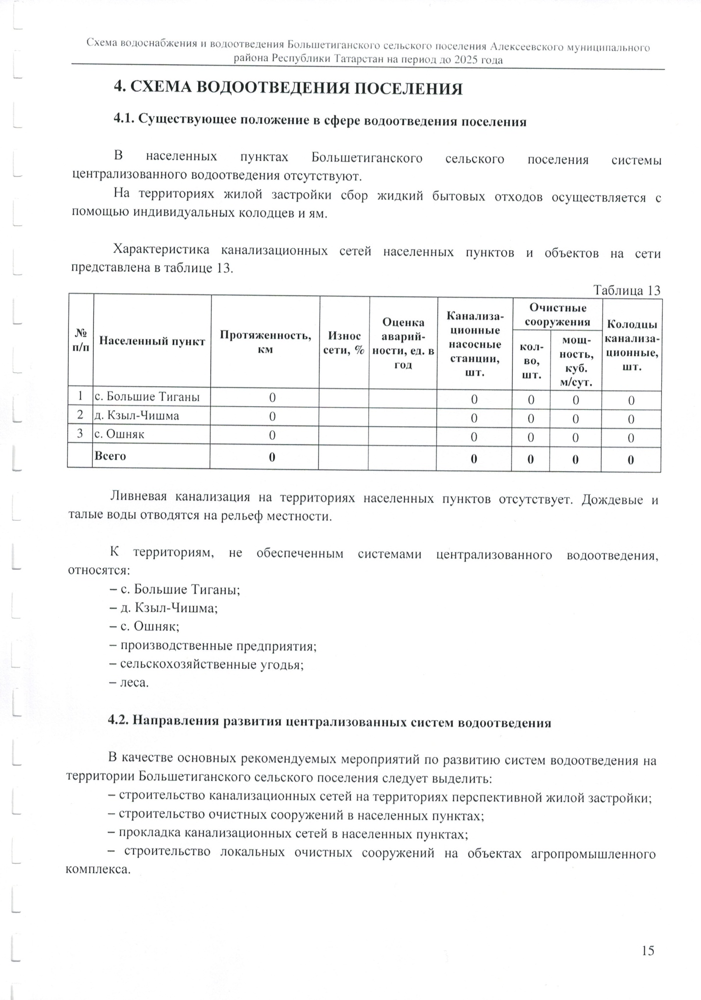 Схема водоснабжения и водоотведения Большетиганского сельского поселения Алексеевского муниципального
района Республики Татарстан на период до 2025 года
4. СХЕМА ВОДООТВЕДЕНИЯ ПОСЕЛЕНИЯ
4.1. Существующее положение в сфере водоотведения поселения
В населенных пунктах Большетиганского сельского поселения системы
централизованного водоотведения отсутствуют.
На территориях жилой застройки сбор жидкий бытовых отходов осуществляется с
помощью индивидуальных колодцев и ям.
Характеристика канализационных сетей населенных пунктов и объектов на сети
представлена в таблице 13.
Таблица 13
№
п/п
Населенный пункт
Протяженность,
км
Износ
сети, %
Оценка
аварий-
ности, ед. в
год
Канализа-
ционные
насосные
станции,
шт.
Очистные
сооружения
кол-
во,
шт.
мощ-
ность,
куб.
м/сут.
Колодцы
канализа-
ционные,
шт.
1 с. Большие Тиганы 0 0 0 0 0
2 д. Кзыл-Чишма 0 0 0 0 0
3 с. Ошняк 0 0 0 0 0
Всего 0 0 0 0 0
Ливневая канализация на территориях населенных пунктов отсутствует. Дождевые и
талые воды отводятся на рельеф местности.
К территориям, не обеспеченным системами централизованного водоотведения,
относятся:
– с. Большие Тиганы;
– д. Кзыл-Чишма;
– с. Ошняк;
– производственные предприятия;
– сельскохозяйственные угодья;
– леса.
4.2. Направления развития централизованных систем водоотведения
В качестве основных рекомендуемых мероприятий по развитию систем водоотведения на
территории Большетиганского сельского поселения следует выделить:
– строительство канализационных сетей на территориях перспективной жилой застройки;
– строительство очистных сооружений в населенных пунктах;
– прокладка канализационных сетей в населенных пунктах;
– строительство локальных очистных сооружений на объектах агропромышленного
комплекса.
15